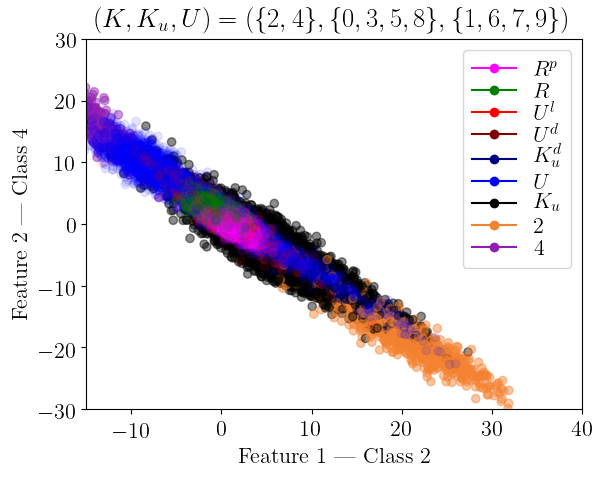 (K, K_u, U) = ({2, 4}, {0, 3, 5, 8}, {1, 6, 7, 9})
30
20
10
0
−10
−20
−30
Feature 2 — Class 4
R^p
R
U^l
U^d
K_u^d
U
K_u
2
4
−10
0
10
20
30
40
Feature 1 — Class 2